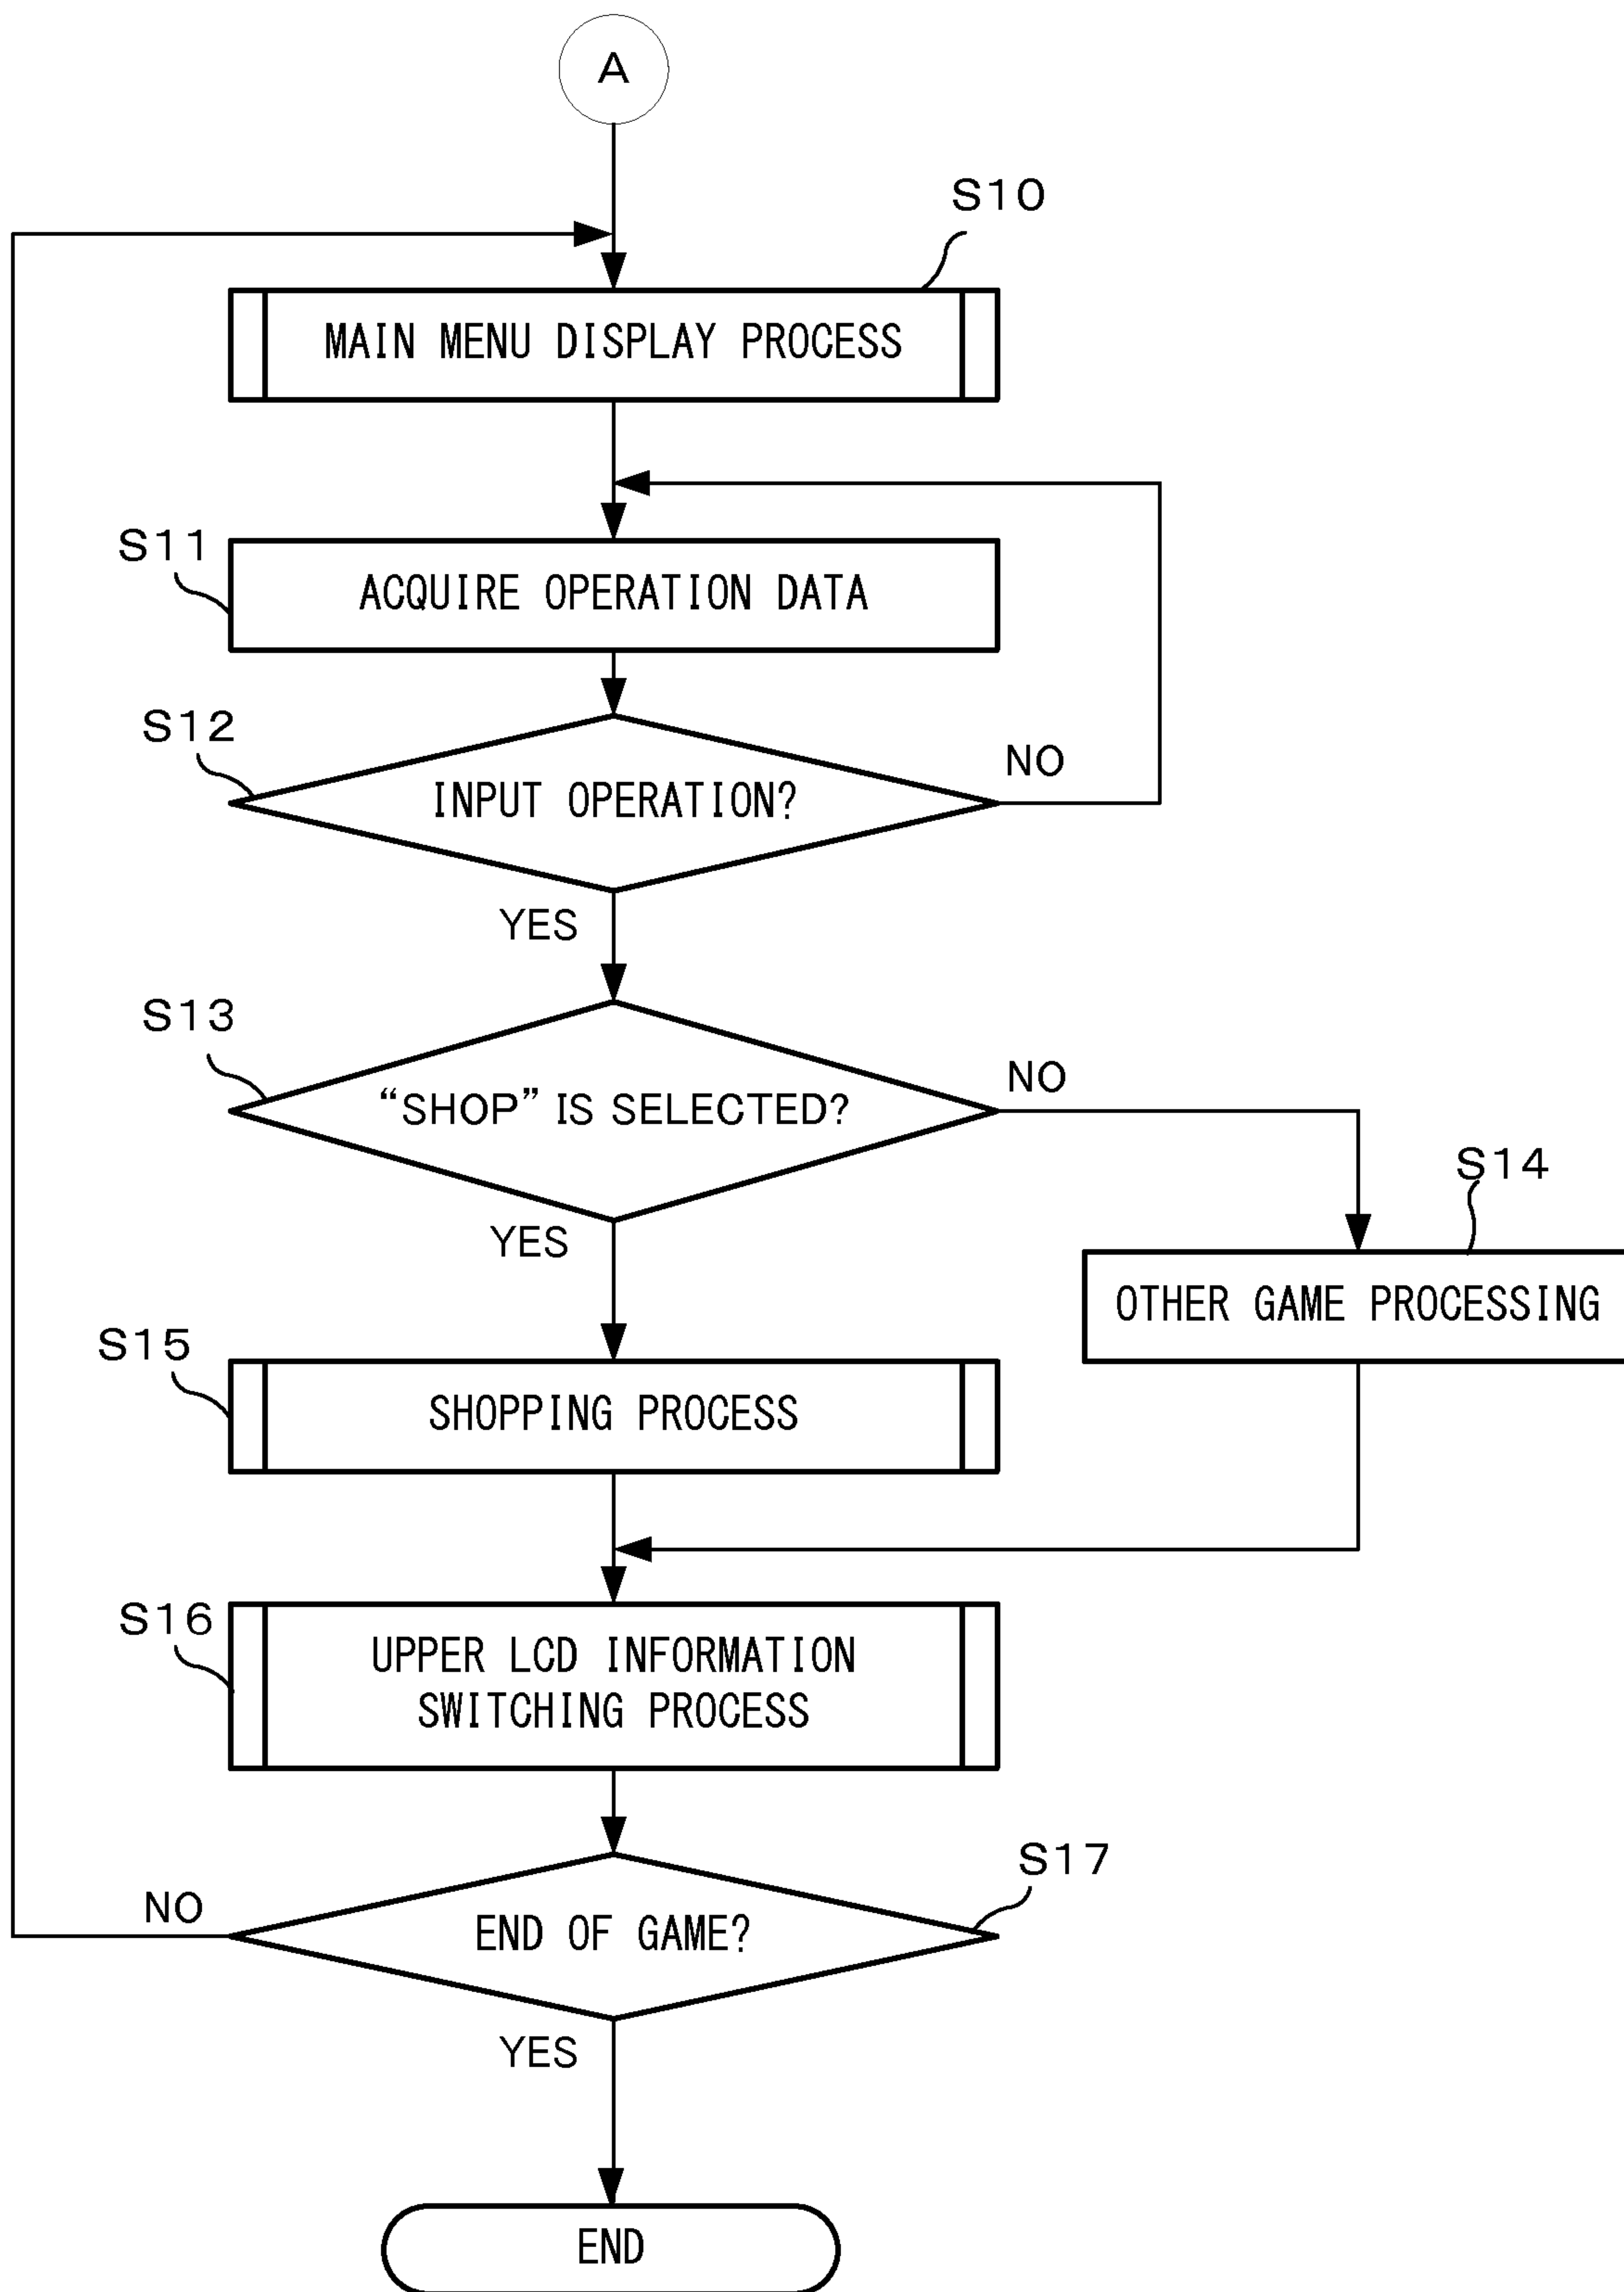 A
S10
MAIN MENU DISPLAY PROCESS
S11
ACQUIRE OPERATION DATA
S12
INPUT OPERATION?
NO
YES
S13
“SHOP” IS SELECTED?
NO
YES
S14
OTHER GAME PROCESSING
S15
SHOPPING PROCESS
S16
UPPER LCD INFORMATION
SWITCHING PROCESS
S17
END OF GAME?
NO
YES
END